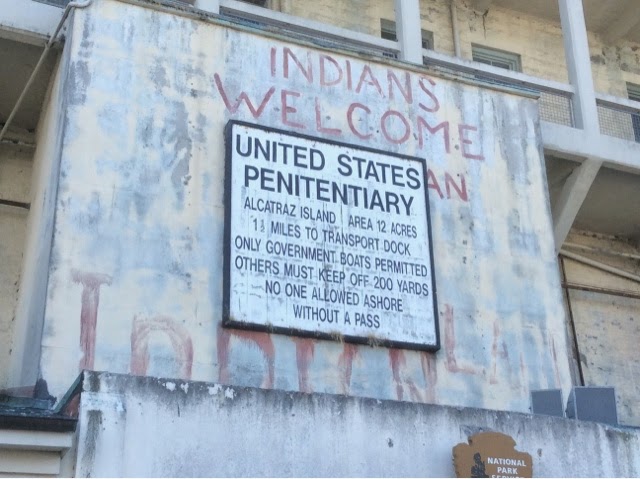 INDIANS
WELCOME
UNITED STATES
PENITENTIARY
ALCATRAZ ISLAND AREA 12 ACRES
1½ MILES TO TRANSPORT DOCK
ONLY GOVERNMENT BOATS PERMITTED
OTHERS MUST KEEP OFF 200 YARDS
NO ONE ALLOWED ASHORE
WITHOUT A PASS
NATIONAL
PARK
SERVICE